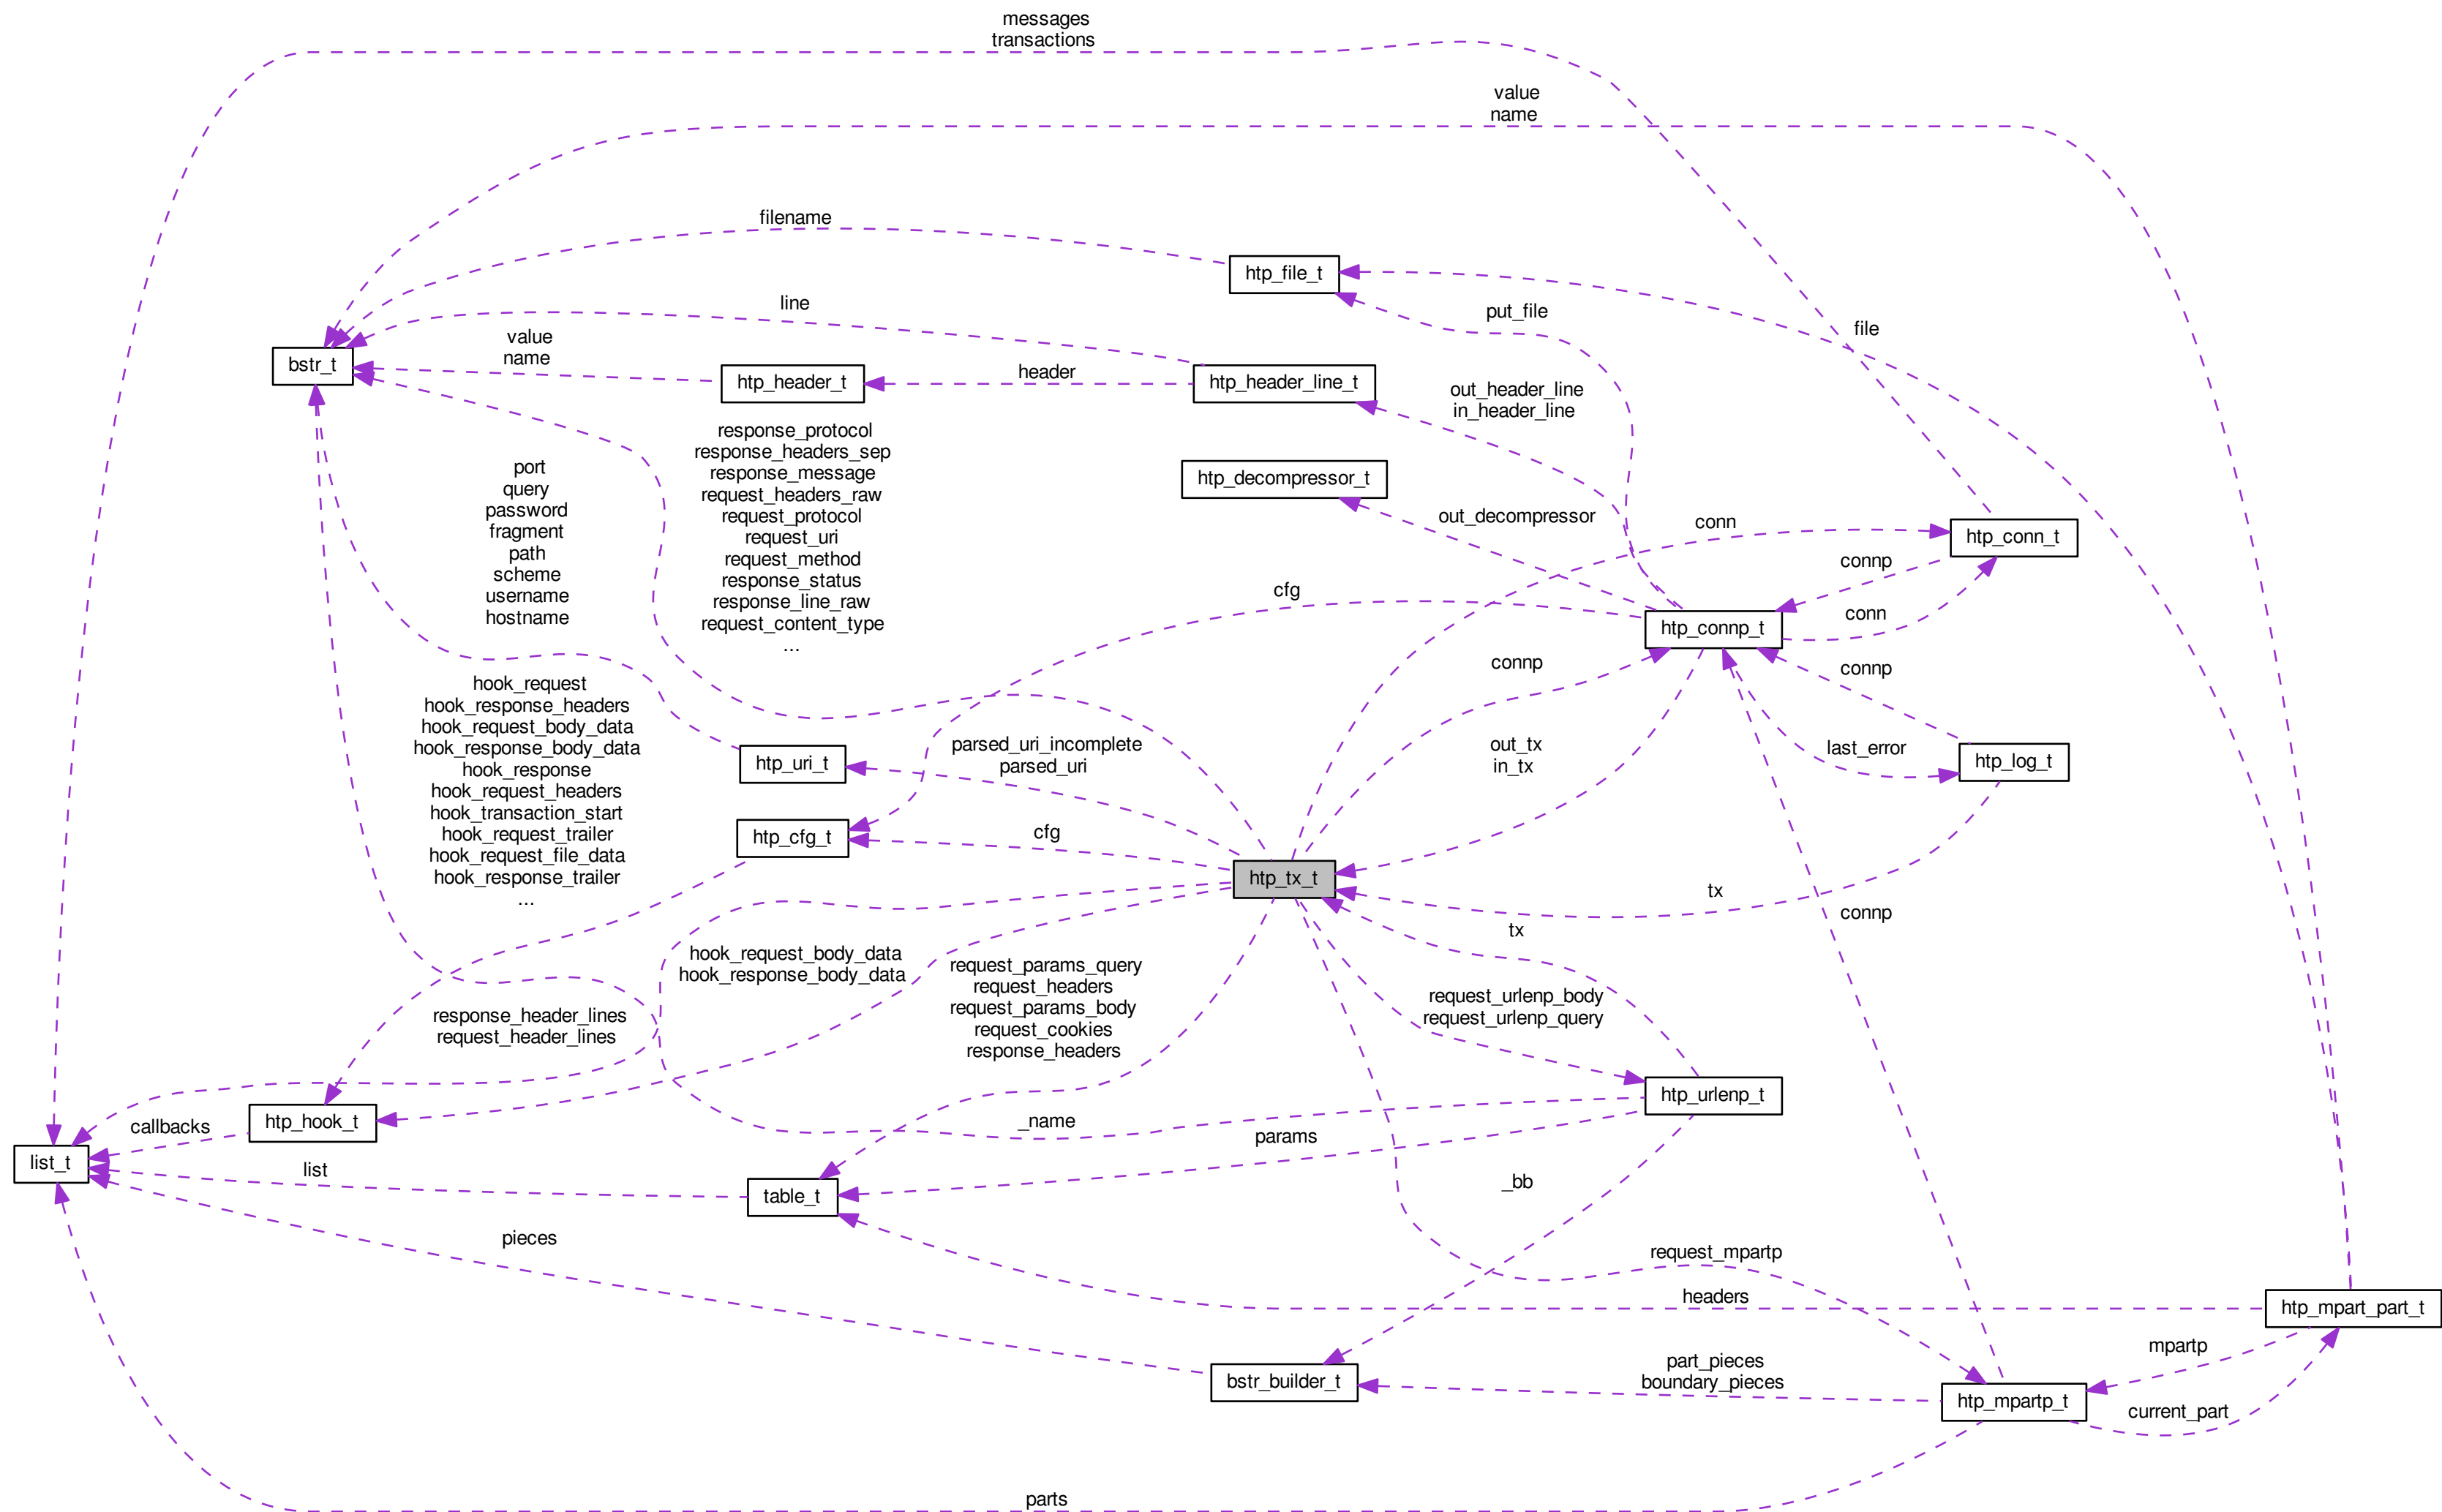 messages
transactions
value
name
filename
htp_file_t
line
put_file
file
value
name
bstr_t
htp_header_t
header
htp_header_line_t
out_header_line
in_header_line
response_protocol
response_headers_sep
response_message
request_headers_raw
request_protocol
request_uri
request_method
response_status
response_line_raw
request_content_type
...
port
query
password
fragment
path
scheme
username
hostname
htp_decompressor_t
out_decompressor
conn
htp_conn_t
connp
conn
cfg
htp_connp_t
connp
connp
hook_request
hook_response_headers
hook_request_body_data
hook_response_body_data
hook_response
hook_request_headers
hook_transaction_start
hook_request_trailer
hook_request_file_data
hook_response_trailer
...
htp_uri_t
parsed_uri_incomplete
parsed_uri
out_tx
in_tx
last_error
htp_log_t
htp_cfg_t
cfg
htp_tx_t
tx
connp
tx
hook_request_body_data
hook_response_body_data
request_params_query
request_headers
request_params_body
request_cookies
response_headers
request_urlenp_body
request_urlenp_query
response_header_lines
request_header_lines
htp_urlenp_t
htp_hook_t
callbacks
_name
params
list_t
list
table_t
_bb
pieces
request_mpartp
headers
htp_mpart_part_t
mpartp
bstr_builder_t
part_pieces
boundary_pieces
htp_mpartp_t
current_part
parts